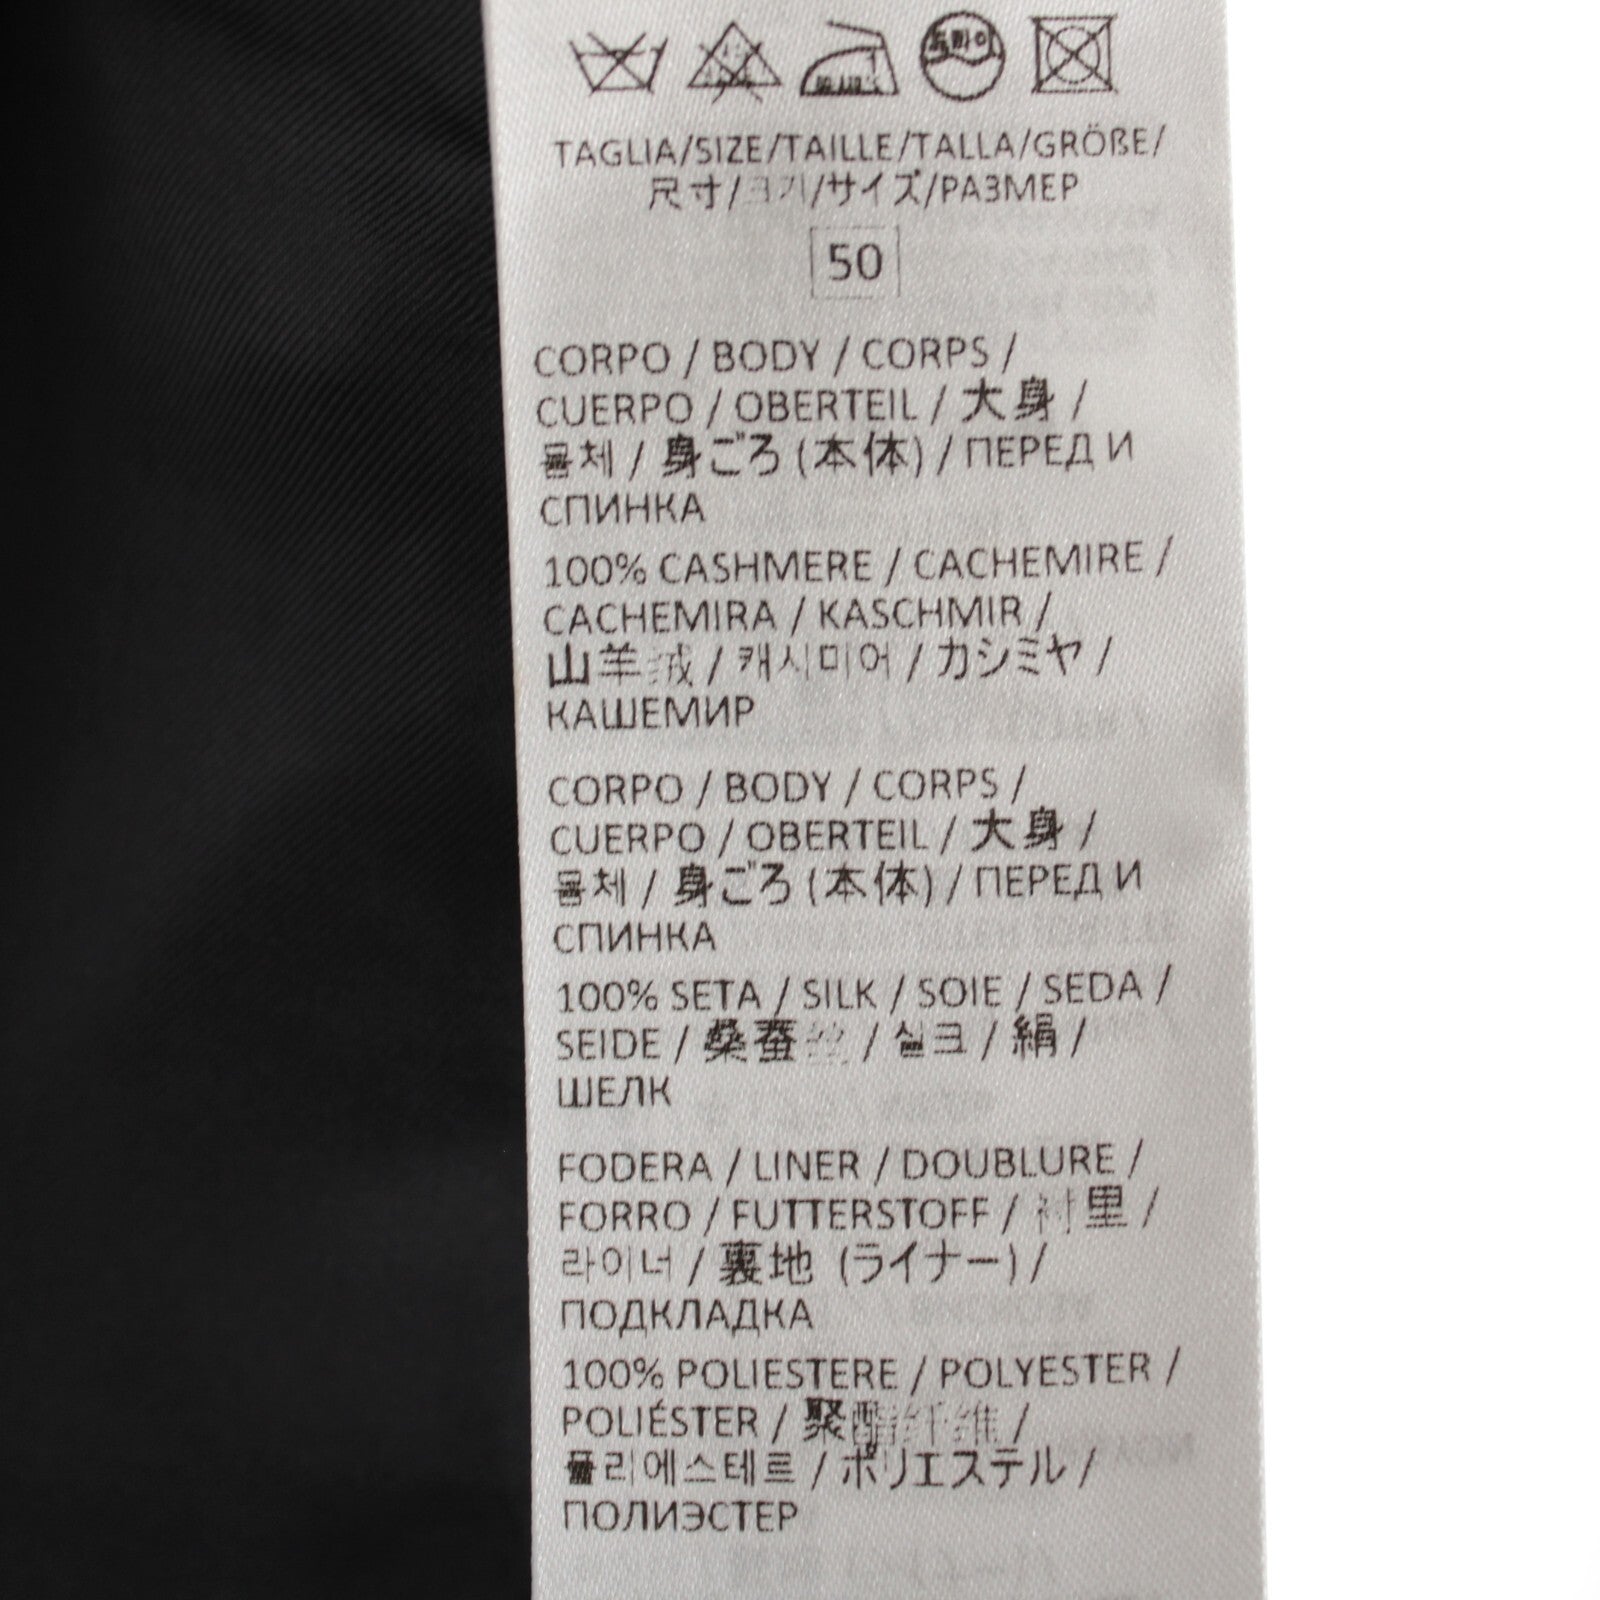 TAGLIA/SIZE/TAILLE/TALLA/GRÖßE/
尺寸/크기/サイズ/РАЗМЕР
50
CORPO / BODY / CORPS /
CUERPO / OBERTEIL / 大身 /
몸체 / 身ごろ (本体) / ПЕРЕД И
СПИНКА
100% CASHMERE / CACHEMIRE /
CACHEMIRA / KASCHMIR /
山羊绒 / 캐시미어 / カシミヤ /
КАШЕМИР
CORPO / BODY / CORPS /
CUERPO / OBERTEIL / 大身 /
몸체 / 身ごろ (本体) / ПЕРЕД И
СПИНКА
100% SETA / SILK / SOIE / SEDA /
SEIDE / 桑蚕丝 / 실크 / 絹 /
ШЕЛК
FODERA / LINER / DOUBLURE /
FORRO / FUTTERSTOFF / 衬里 /
라이너 / 裏地 (ライナー) /
ПОДКЛАДКА
100% POLIESTERE / POLYESTER /
POLIÉSTER / 聚酯纤维 /
폴리에스테르 / ポリエステル /
ПОЛИЭСТЕР